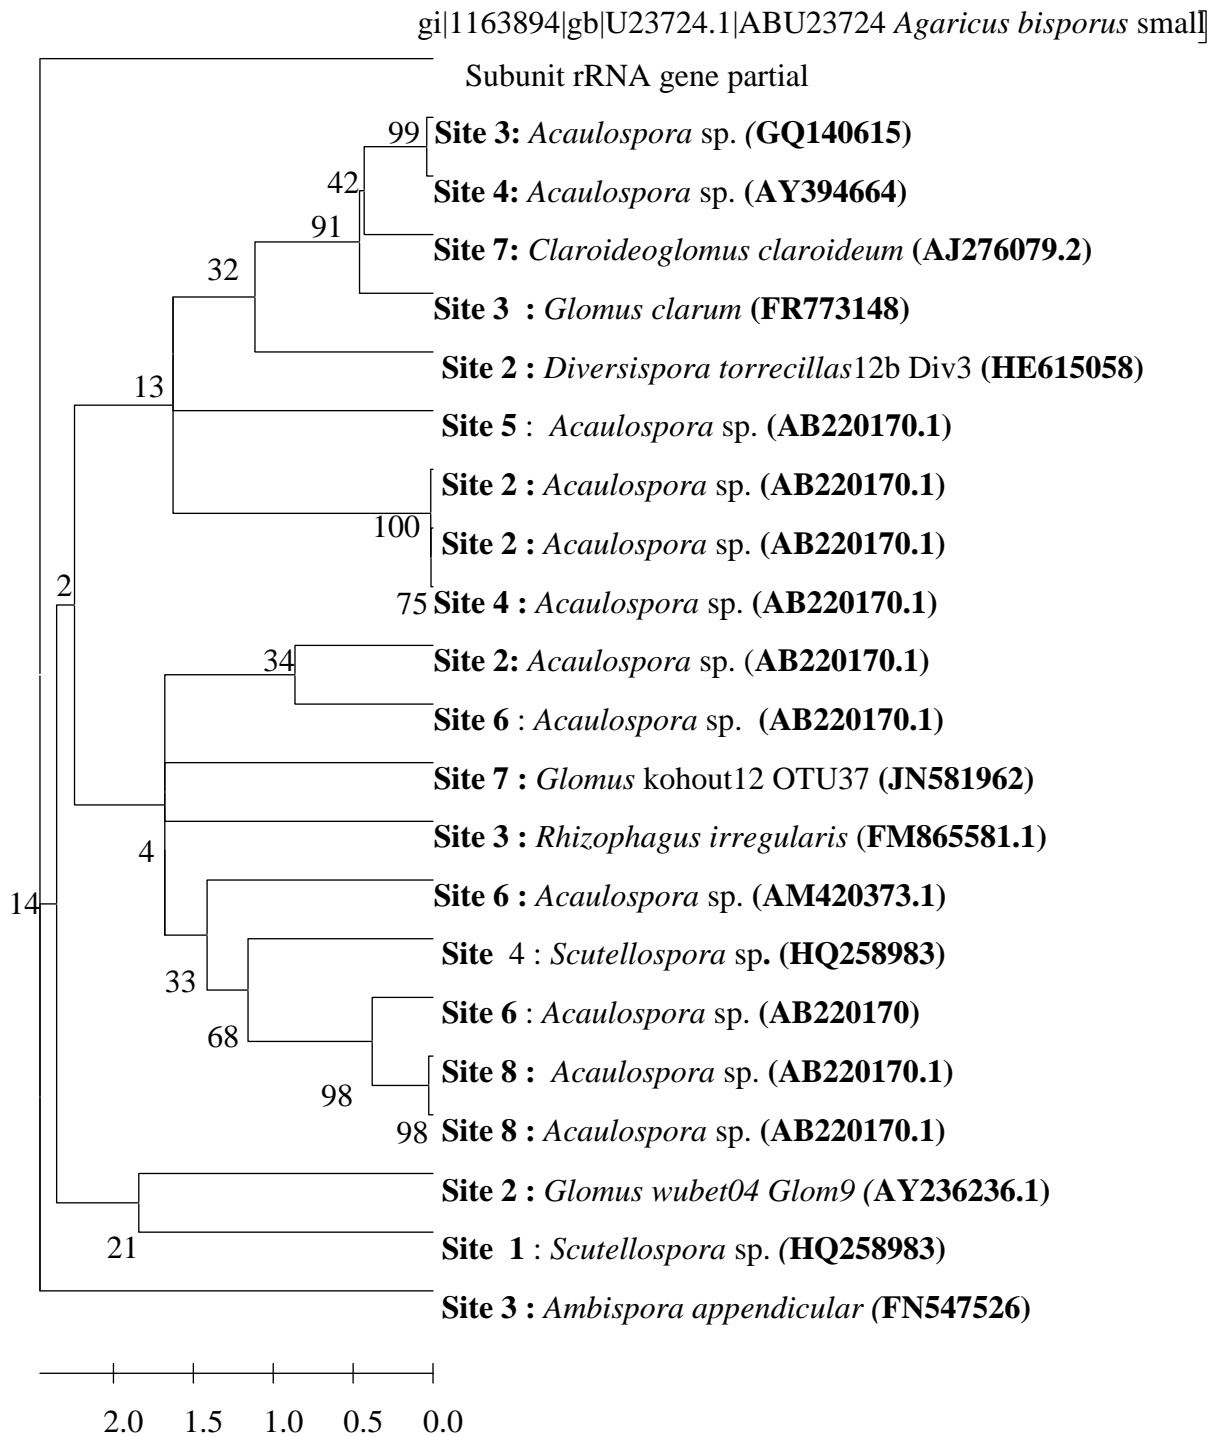 gi|1163894|gb|U23724.1|ABU23724 Agaricus bisporus small]
Subunit rRNA gene partial
99 Site 3: Acaulospora sp. (GQ140615)
42 Site 4: Acaulospora sp. (AY394664)
91
Site 7: Claroideoglomus claroideum (AJ276079.2)
32
Site 3 : Glomus clarum (FR773148)
Site 2 : Diversispora torrecillas12b Div3 (HE615058)
13
Site 5 : Acaulospora sp. (AB220170.1)
Site 2 : Acaulospora sp. (AB220170.1)
100
Site 2 : Acaulospora sp. (AB220170.1)
2
75 Site 4 : Acaulospora sp. (AB220170.1)
34 Site 2: Acaulospora sp. (AB220170.1)
Site 6 : Acaulospora sp. (AB220170.1)
Site 7 : Glomus kohout12 OTU37 (JN581962)
Site 3 : Rhizophagus irregularis (FM865581.1)
4
Site 6 : Acaulospora sp. (AM420373.1)
14
Site 4 : Scutellospora sp. (HQ258983)
33
Site 6 : Acaulospora sp. (AB220170)
68
Site 8 : Acaulospora sp. (AB220170.1)
98
98 Site 8 : Acaulospora sp. (AB220170.1)
Site 2 : Glomus wubet04 Glom9 (AY236236.1)
21 Site 1 : Scutellospora sp. (HQ258983)
Site 3 : Ambispora appendicular (FN547526)
2.0 1.5 1.0 0.5 0.0